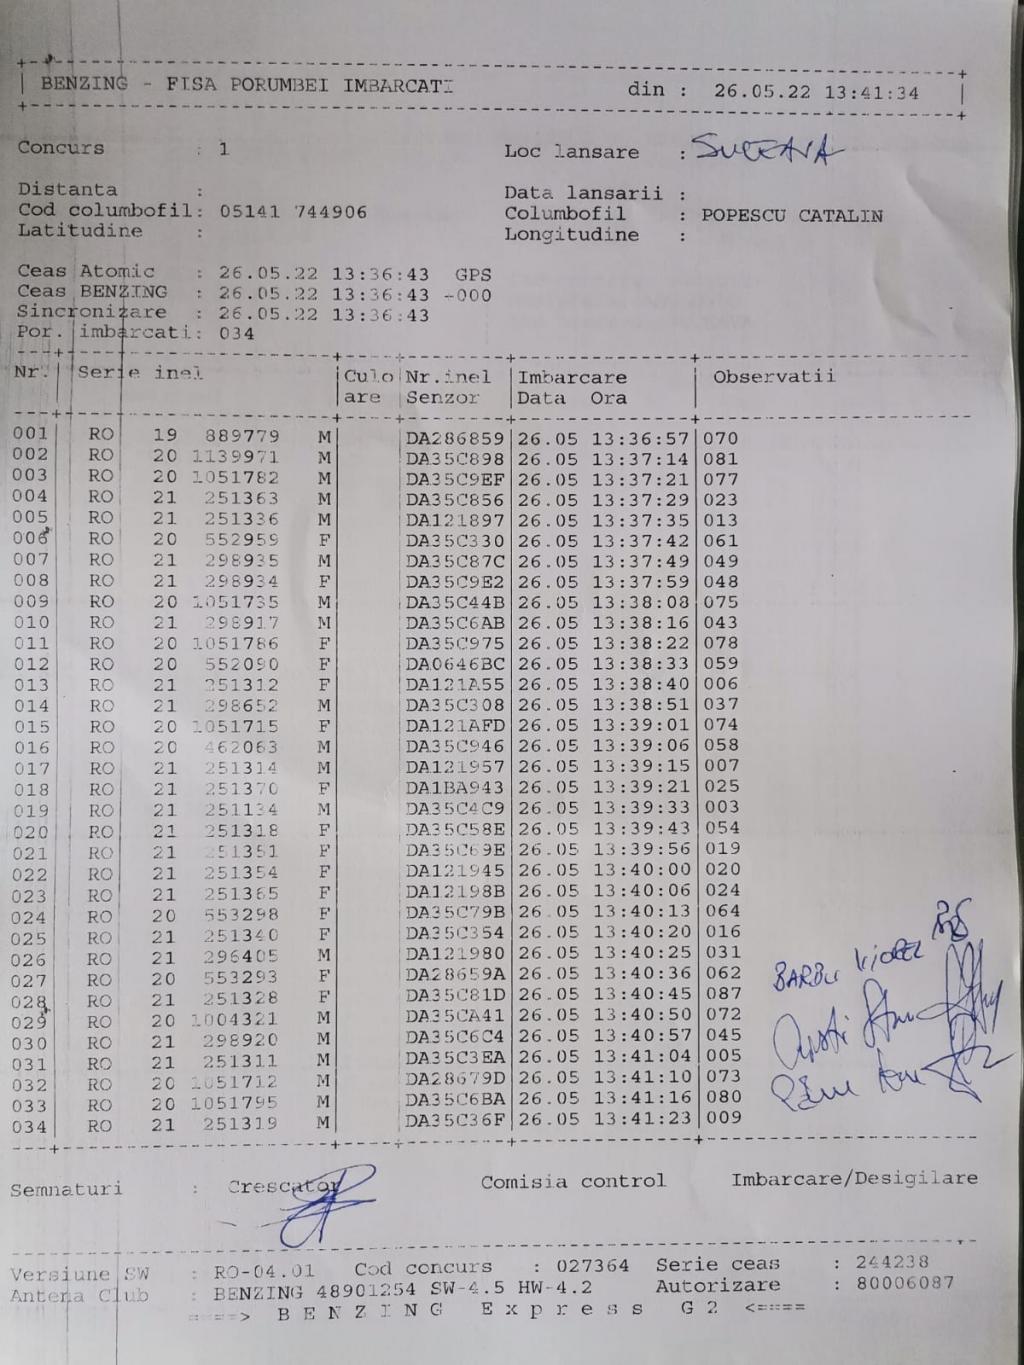 BENZING - FISA PORUMBEI IMBARCATI din : 26.05.22 13:41:34
Concurs : 1 Loc lansare : SUCEAVA
Distanta : Data lansarii :
Cod columbofil: 05141 744906 Columbofil : POPESCU CATALIN
Latitudine : Longitudine :
Ceas Atomic : 26.05.22 13:36:43 GPS
Ceas BENZING : 26.05.22 13:36:43 -000
Sincronizare : 26.05.22 13:36:43
Por. imbarcati: 034
Nr. Serie inel Culo Nr.inel Imbarcare Observatii
are Senzor Data Ora
001 RO 19 889779 M DA286859 26.05 13:36:57 070
002 RO 20 1139971 M DA35C898 26.05 13:37:14 081
003 RO 20 1051782 M DA35C9EF 26.05 13:37:21 077
004 RO 21 251363 M DA35C856 26.05 13:37:29 023
005 RO 21 251336 M DA121897 26.05 13:37:35 013
006 RO 20 552959 F DA35C330 26.05 13:37:42 061
007 RO 21 298935 M DA35C87C 26.05 13:37:49 049
008 RO 21 298934 F DA35C9E2 26.05 13:37:59 048
009 RO 20 1051735 M DA35C44B 26.05 13:38:08 075
010 RO 21 298917 M DA35C6AB 26.05 13:38:16 043
011 RO 20 1051786 F DA35C975 26.05 13:38:22 078
012 RO 20 552090 F DA0646BC 26.05 13:38:33 059
013 RO 21 251312 F DA121A55 26.05 13:38:40 006
014 RO 21 298652 M DA35C308 26.05 13:38:51 037
015 RO 20 1051715 F DA121AFD 26.05 13:39:01 074
016 RO 20 462063 M DA35C946 26.05 13:39:06 058
017 RO 21 251314 M DA121957 26.05 13:39:15 007
018 RO 21 251370 F DA1BA943 26.05 13:39:21 025
019 RO 21 251134 M DA35C4C9 26.05 13:39:33 003
020 RO 21 251318 F DA35C58E 26.05 13:39:43 054
021 RO 21 251351 F DA35C69E 26.05 13:39:56 019
022 RO 21 251354 F DA121945 26.05 13:40:00 020
023 RO 21 251365 F DA12198B 26.05 13:40:06 024
024 RO 20 553298 F DA35C79B 26.05 13:40:13 064
025 RO 21 251340 F DA35C354 26.05 13:40:20 016
026 RO 21 296405 M DA121980 26.05 13:40:25 031
027 RO 20 553293 F DA28659A 26.05 13:40:36 062
028 RO 21 251328 F DA35C81D 26.05 13:40:45 087
029 RO 20 1004321 M DA35CA41 26.05 13:40:50 072
030 RO 21 298920 M DA35C6C4 26.05 13:40:57 045
031 RO 21 251311 M DA35C3EA 26.05 13:41:04 005
032 RO 20 1051712 M DA28679D 26.05 13:41:10 073
033 RO 20 1051795 M DA35C6BA 26.05 13:41:16 080
034 RO 21 251319 M DA35C36F 26.05 13:41:23 009
BARBU VIOREL
Semnaturi : Crescator Comisia control Imbarcare/Desigilare
Versiune SW : RO-04.01 Cod concurs : 027364 Serie ceas : 244238
Antena Club : BENZING 48901254 SW-4.5 HW-4.2 Autorizare : 80006087
====> B E N Z I N G E x p r e s s G 2 <====